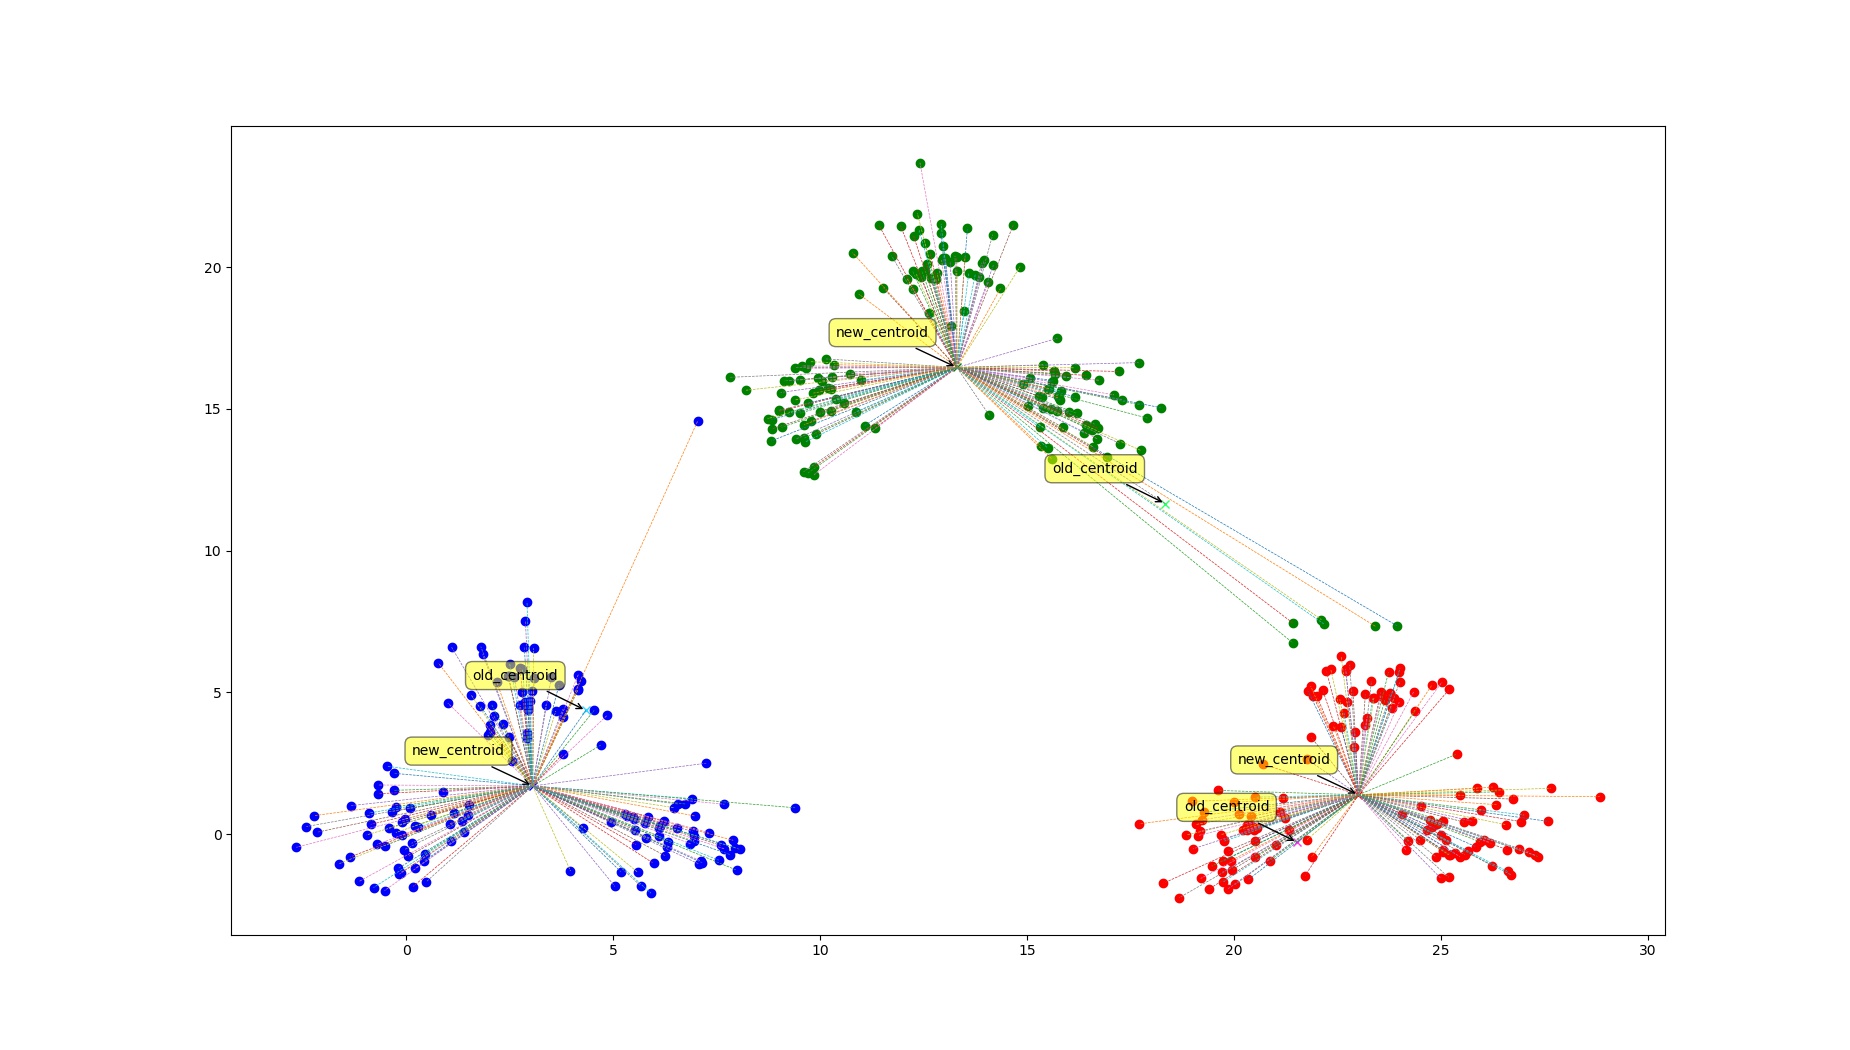 20
new_centroid
15
old_centroid
10
old_centroid
5
new_centroid
new_centroid
old_centroid
0
0 5 10 15 20 25 30